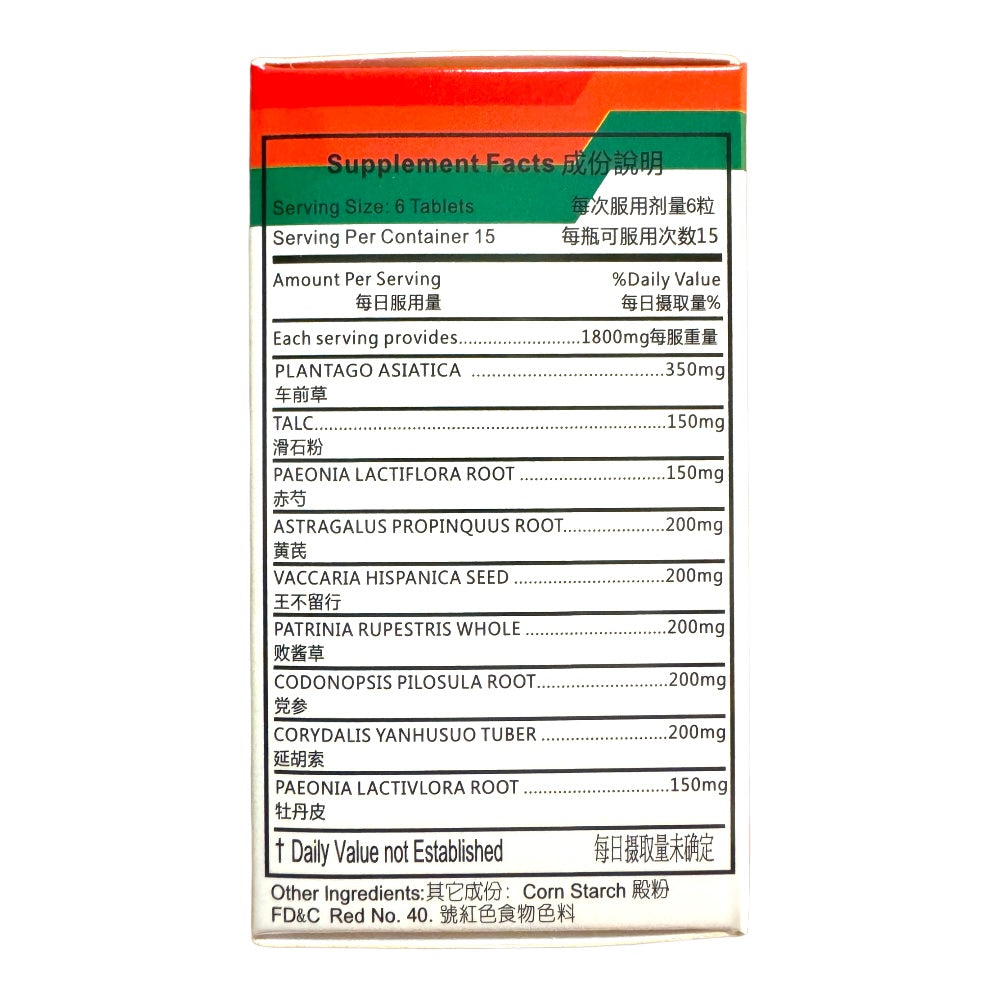 Supplement Facts 成份說明
Serving Size: 6 Tablets 每次服用剂量6粒
Serving Per Container 15 每瓶可服用次数15
Amount Per Serving %Daily Value
每日服用量 每日摄取量%
Each serving provides........................1800mg每服重量
PLANTAGO ASIATICA ......................................350mg
车前草
TALC......................................................................150mg
滑石粉
PAEONIA LACTIFLORA ROOT .............................150mg
赤芍
ASTRAGALUS PROPINQUUS ROOT....................200mg
黄芪
VACCARIA HISPANICA SEED ..............................200mg
王不留行
PATRINIA RUPESTRIS WHOLE ............................200mg
败酱草
CODONOPSIS PILOSULA ROOT..........................200mg
党参
CORYDALIS YANHUSUO TUBER .........................200mg
延胡索
PAEONIA LACTIVLORA ROOT .............................150mg
牡丹皮
† Daily Value not Established 每日摄取量未确定
Other Ingredients:其它成份：Corn Starch 殿粉
FD&C Red No. 40. 號紅色食物色料